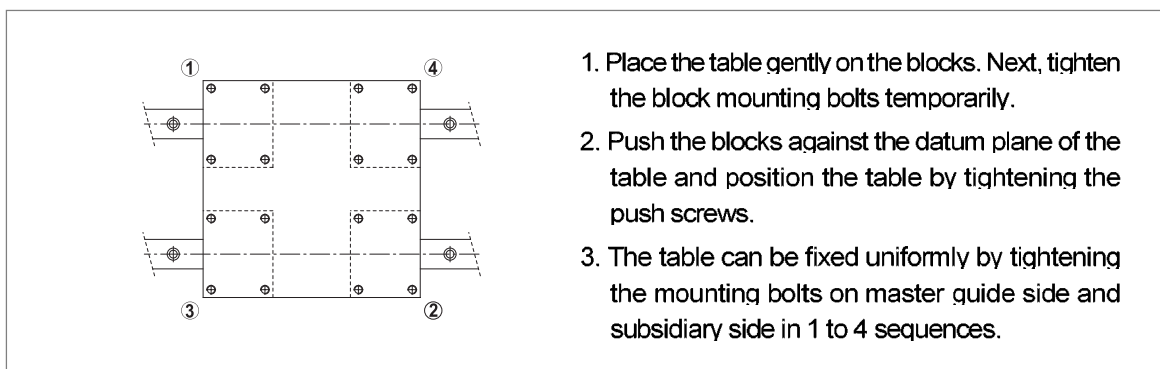 ① ④
③ ②
1. Place the table gently on the blocks. Next, tighten
the block mounting bolts temporarily.
2. Push the blocks against the datum plane of the
table and position the table by tightening the
push screws.
3. The table can be fixed uniformly by tightening
the mounting bolts on master guide side and
subsidiary side in 1 to 4 sequences.